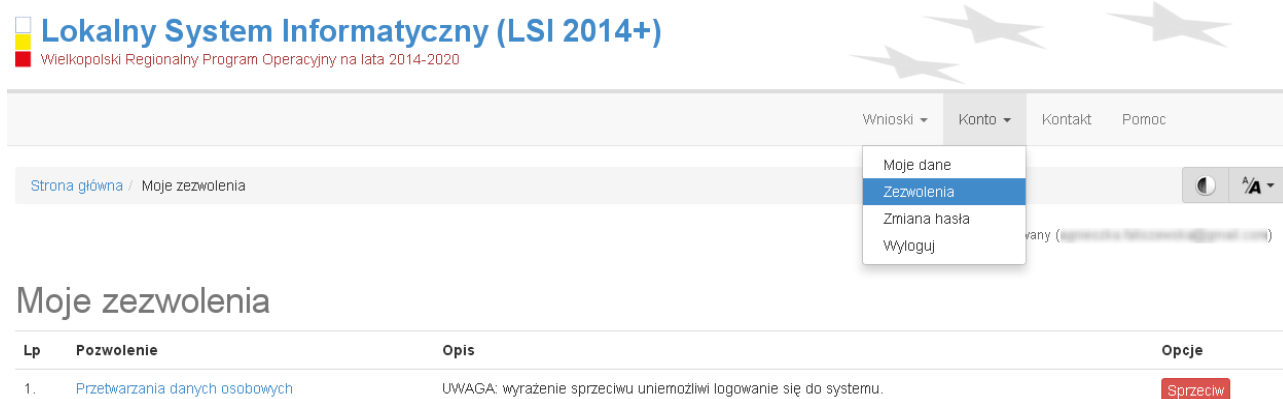 Lokalny System Informatyczny (LSI 2014+)
Wielkopolski Regionalny Program Operacyjny na lata 2014-2020
Wnioski Konto Kontakt Pomoc
Strona główna / Moje zezwolenia
A/A
Moje dane
Zezwolenia
Zmiana hasła
Wyloguj
Moje zezwolenia
Lp Pozwolenie Opis Opcje
1. Przetwarzania danych osobowych UWAGA: wyrażenie sprzeciwu uniemożliwi logowanie się do systemu. Sprzeciw